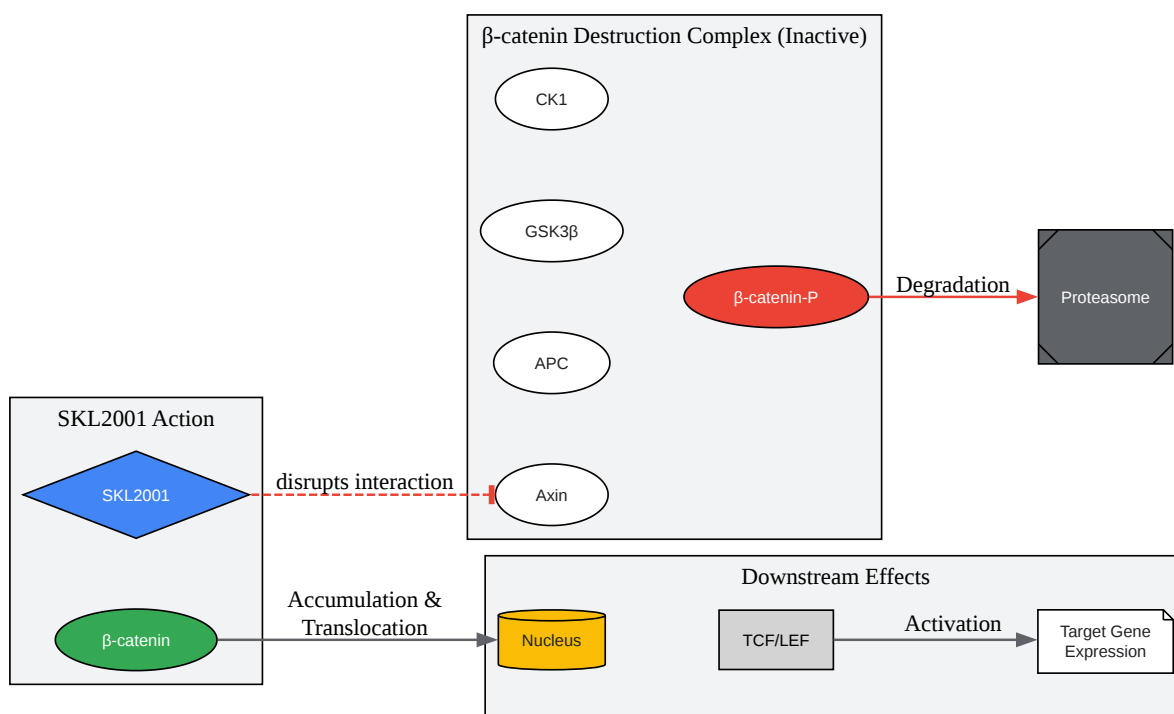 β-catenin Destruction Complex (Inactive)
CK1
GSK3β
β-catenin-P
Degradation
Proteasome
APC
SKL2001 Action
SKL2001
disrupts interaction
Axin
Downstream Effects
β-catenin
Accumulation &
Translocation
Nucleus
TCF/LEF
Activation
Target Gene
Expression